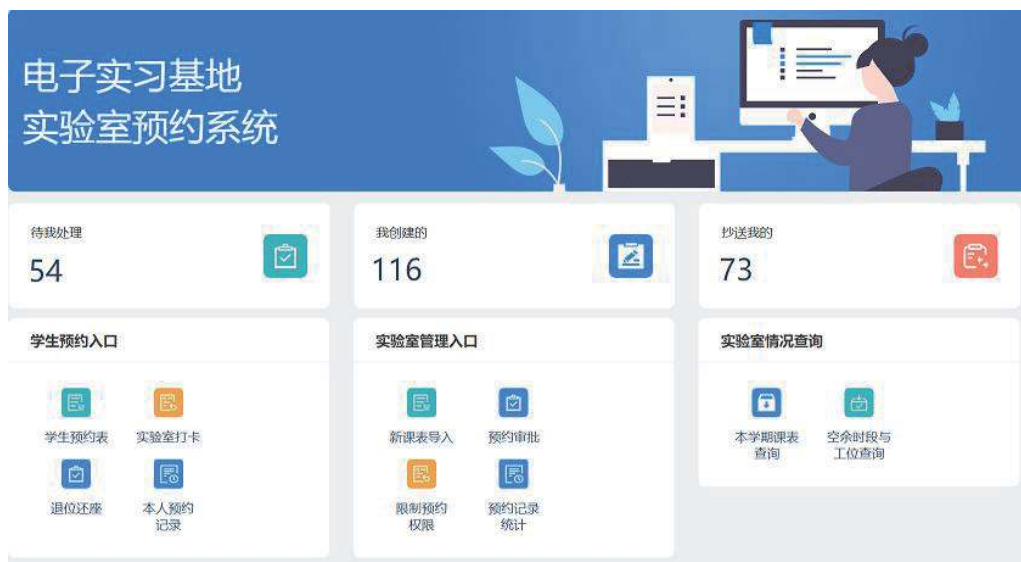 电子实习基地
实验室预约系统
待我处理
54
我创建的
116
抄送我的
73
学生预约入口
学生预约表
实验室打卡
退位还座
本人预约
记录
实验室管理入口
新课表导入
预约审批
限制预约
权限
预约记录
统计
实验室情况查询
本学期课表
查询
空余时段与
工位查询